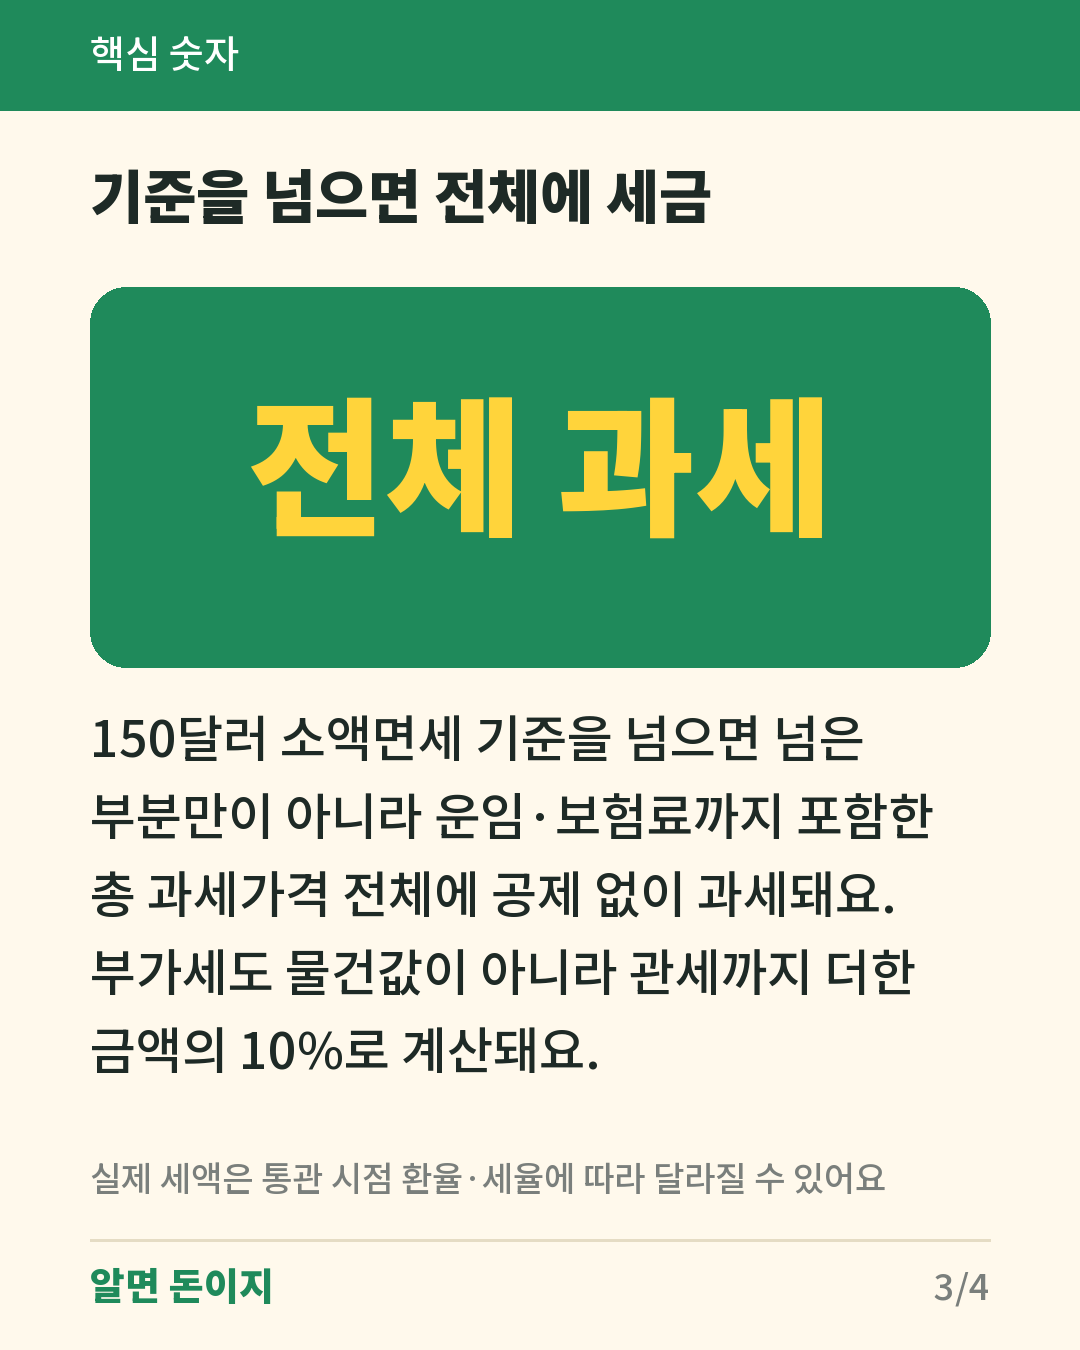 핵심 숫자
기준을 넘으면 전체에 세금
전체 과세
150달러 소액면세 기준을 넘으면 넘은
부분만이 아니라 운임·보험료까지 포함한
총 과세가격 전체에 공제 없이 과세돼요.
부가세도 물건값이 아니라 관세까지 더한
금액의 10%로 계산돼요.
실제 세액은 통관 시점 환율·세율에 따라 달라질 수 있어요
알면 돈이지
3/4